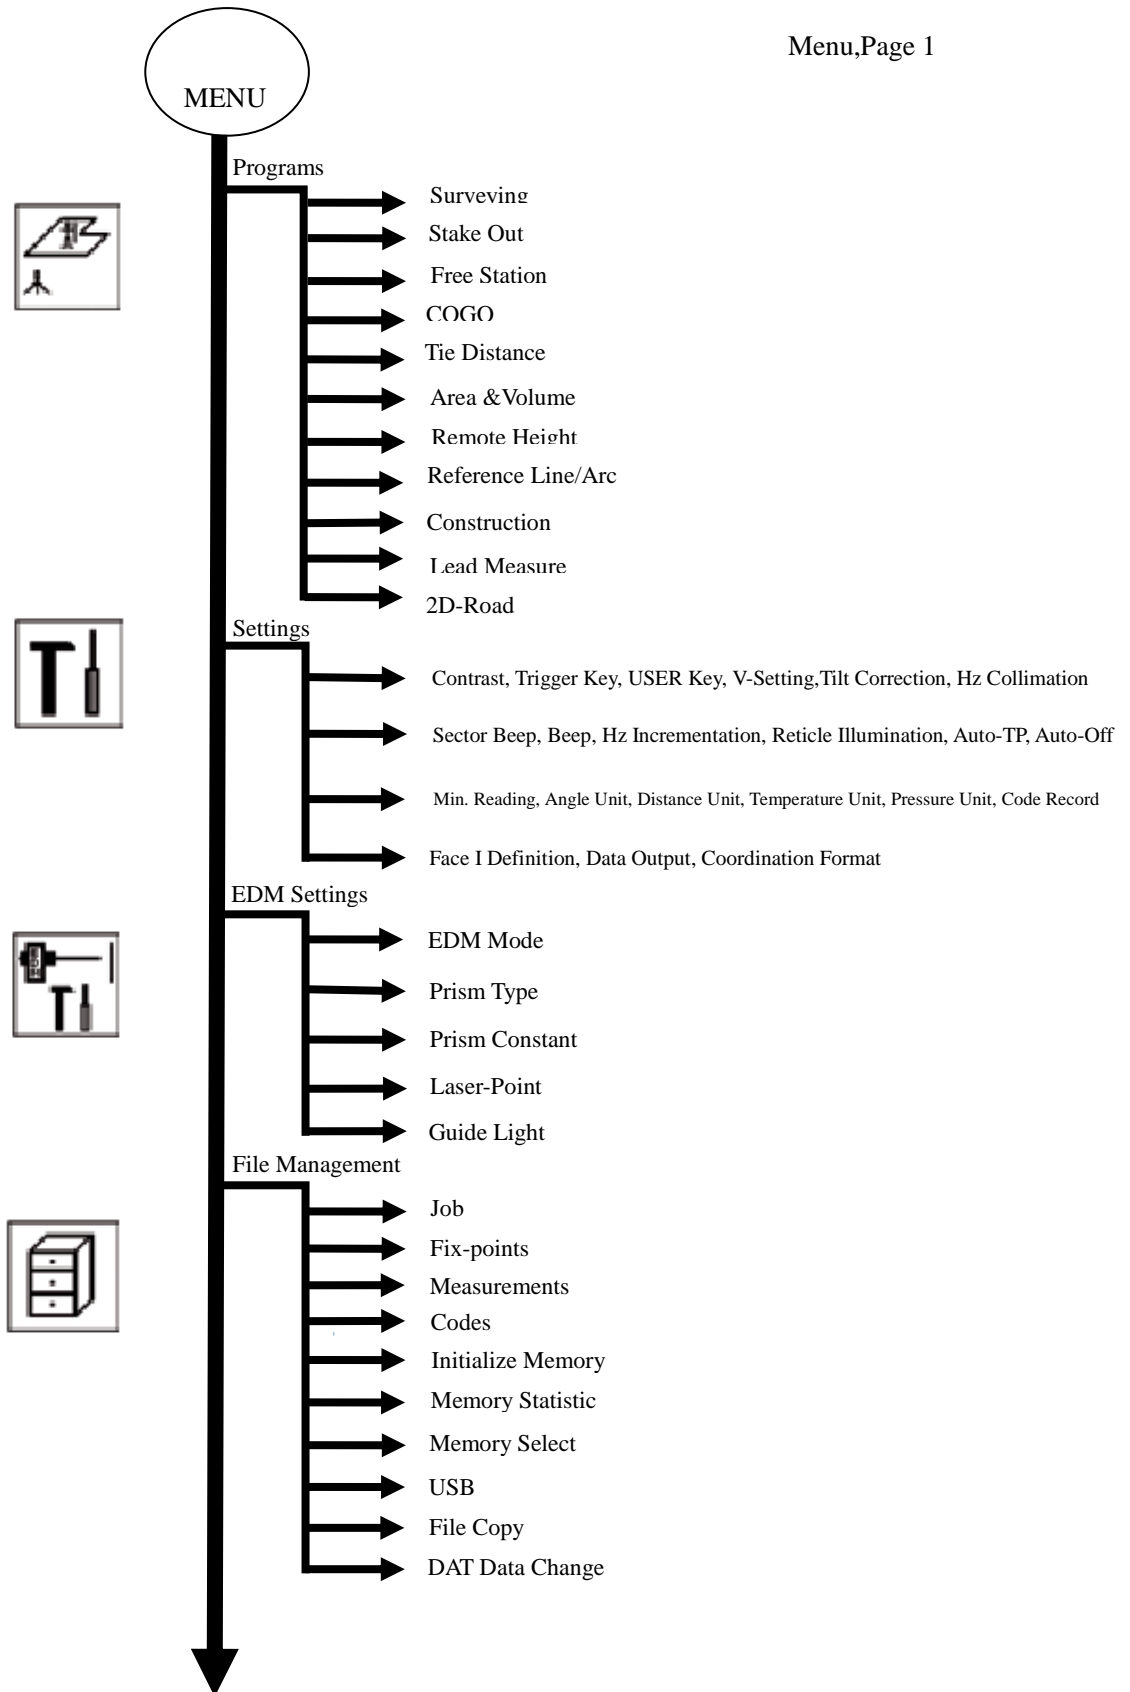 Menu,Page 1
MENU
Programs
Surveying
Stake Out
Free Station
COGO
Tie Distance
Area &Volume
Remote Height
Reference Line/Arc
Construction
Lead Measure
2D-Road
Settings
Contrast, Trigger Key, USER Key, V-Setting,Tilt Correction, Hz Collimation
Sector Beep, Beep, Hz Incrementation, Reticle Illumination, Auto-TP, Auto-Off
Min. Reading, Angle Unit, Distance Unit, Temperature Unit, Pressure Unit, Code Record
Face I Definition, Data Output, Coordination Format
EDM Settings
EDM Mode
Prism Type
Prism Constant
Laser-Point
Guide Light
File Management
Job
Fix-points
Measurements
Codes
Initialize Memory
Memory Statistic
Memory Select
USB
File Copy
DAT Data Change